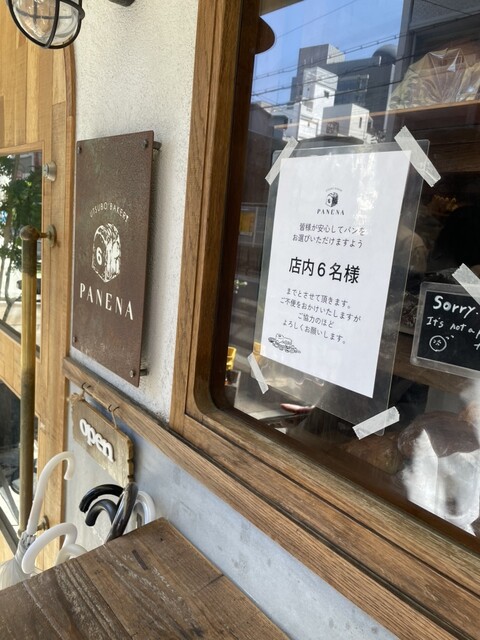 UTSUBO BAKERY
6
PANENA
open
PANENA
皆様が安心してパンを
お選びいただけますよう
店内6名様
までとさせて頂きます。
ご不便をおかけいたしますが
ご協力のほど
よろしくお願いします。
Sorry.
It's not a